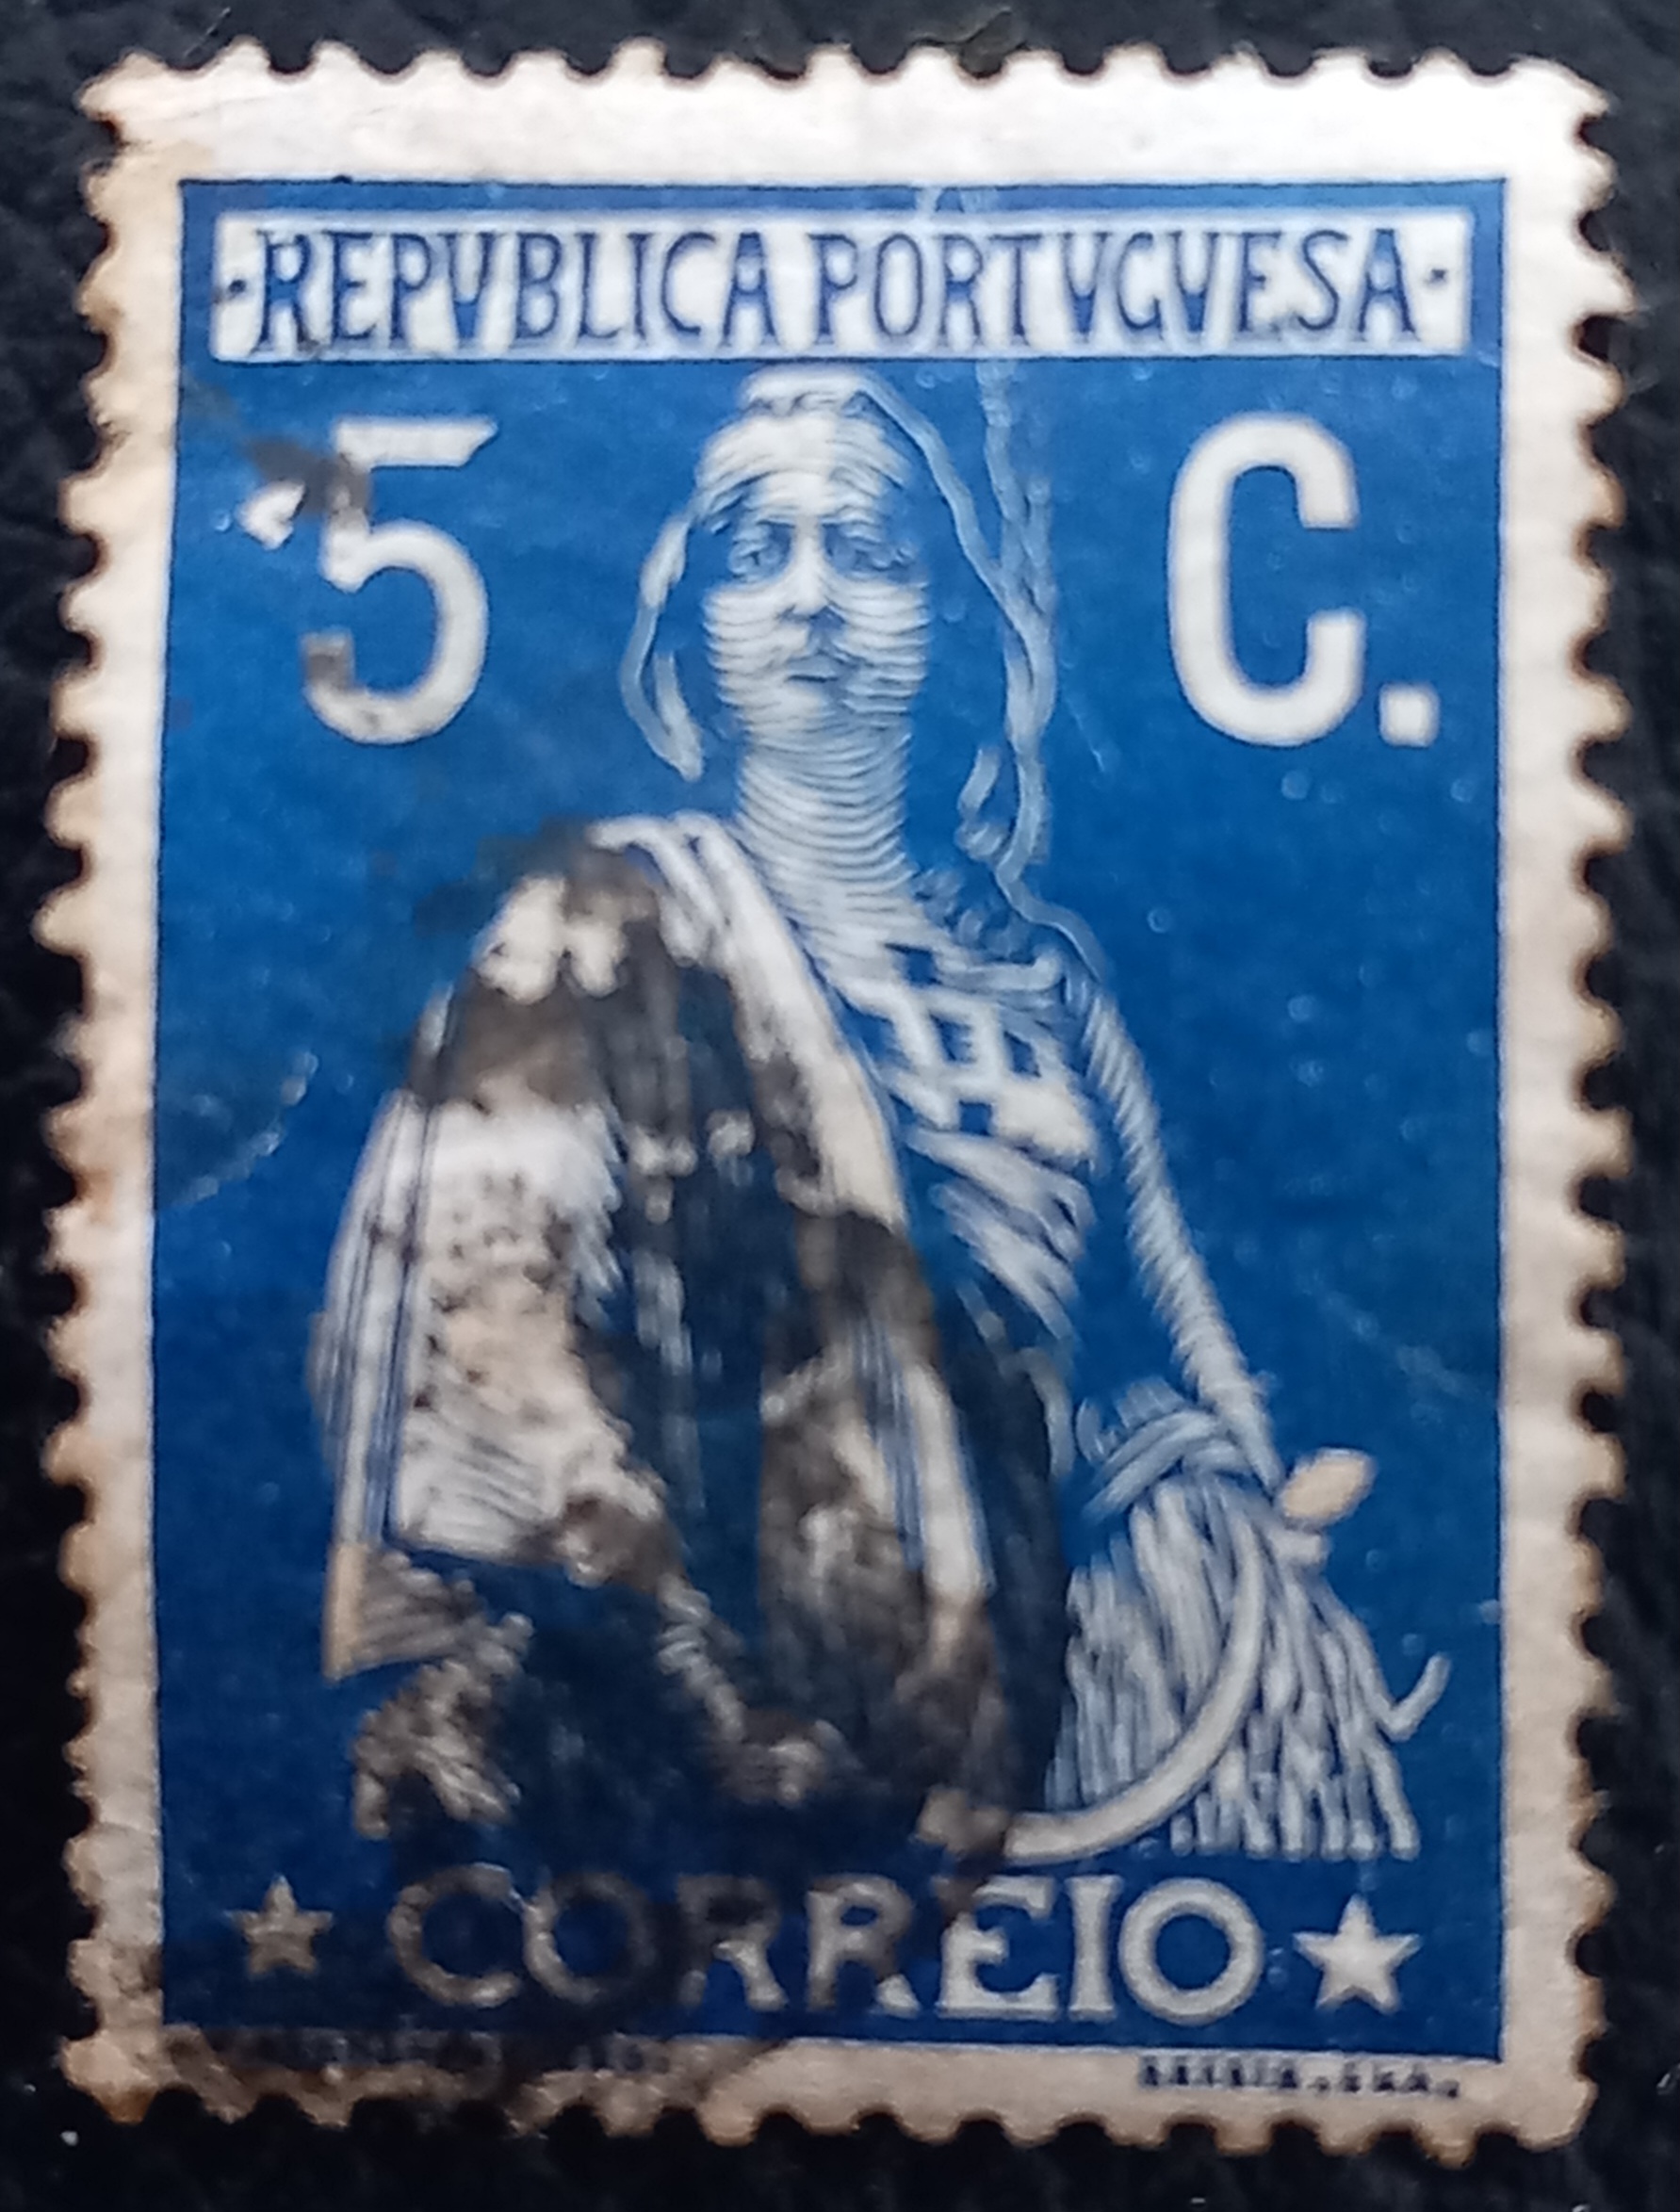 ·REPVBLICA PORTVGVESA·
5 C.
CORREIO